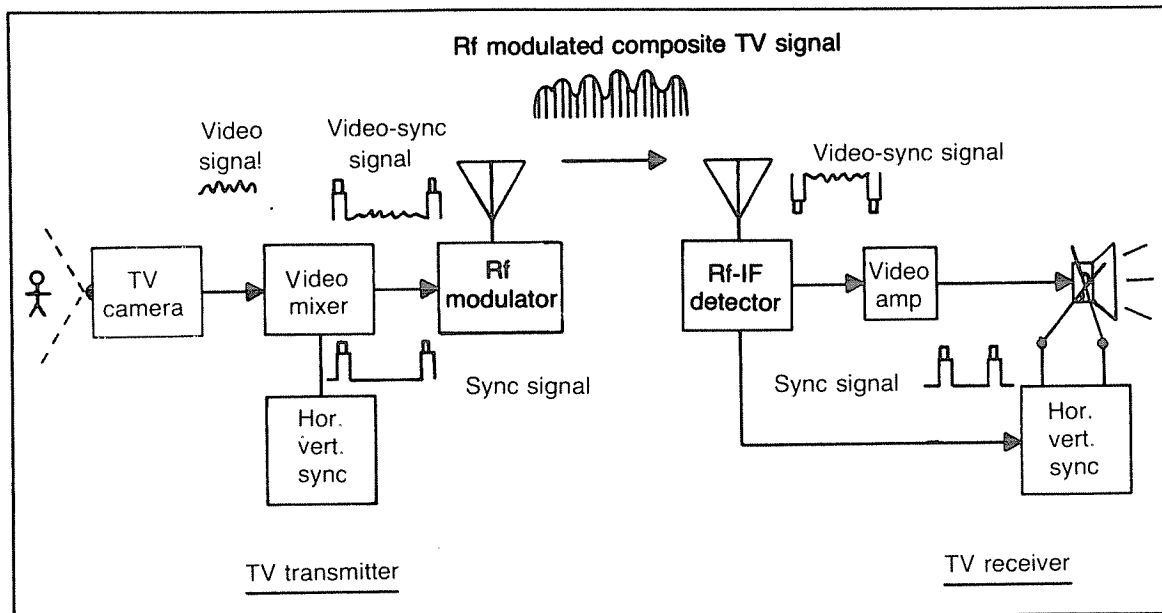 Rf modulated composite TV signal
Video
signal
Video-sync
signal
Video-sync signal
TV
camera
Video
mixer
Rf
modulator
Rf-IF
detector
Video
amp
Sync signal
Sync signal
Hor.
vert.
sync
Hor.
vert.
sync
TV transmitter
TV receiver